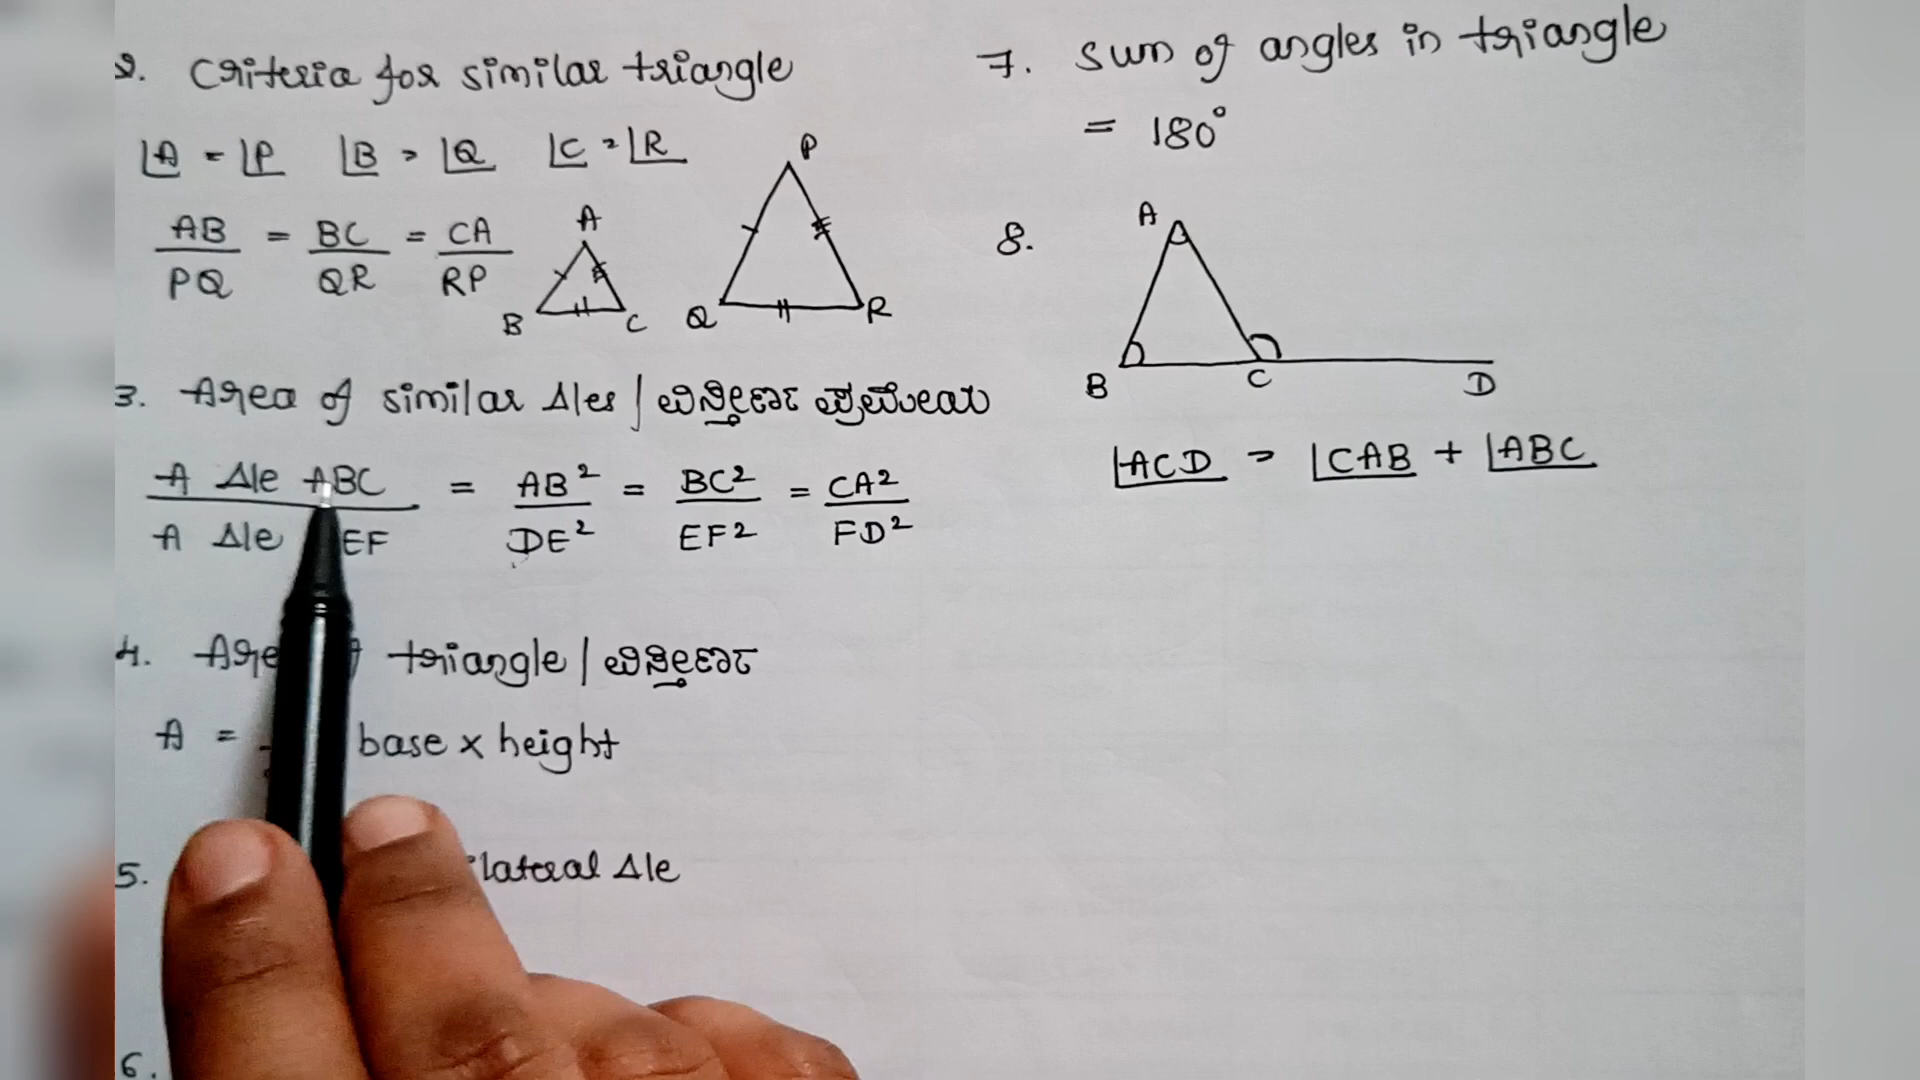 2. Criteria for similar triangle
∠A = ∠P ∠B = ∠Q ∠C = ∠R
AB/PQ = BC/QR = CA/RP
A
B C
P
Q R
3. Area of similar Δles | ವಿಸ್ತೀರ್ಣ ಪ್ರಮೇಯ
A Δle ABC / A Δle EF = AB²/DE² = BC²/EF² = CA²/FD²
4. triangle | ವಿಸ್ತೀರ್ಣ
A = base x height
5. Δle
6.
7. Sum of angles in triangle
= 180°
8.
A
B C D
∠ACD = ∠CAB + ∠ABC